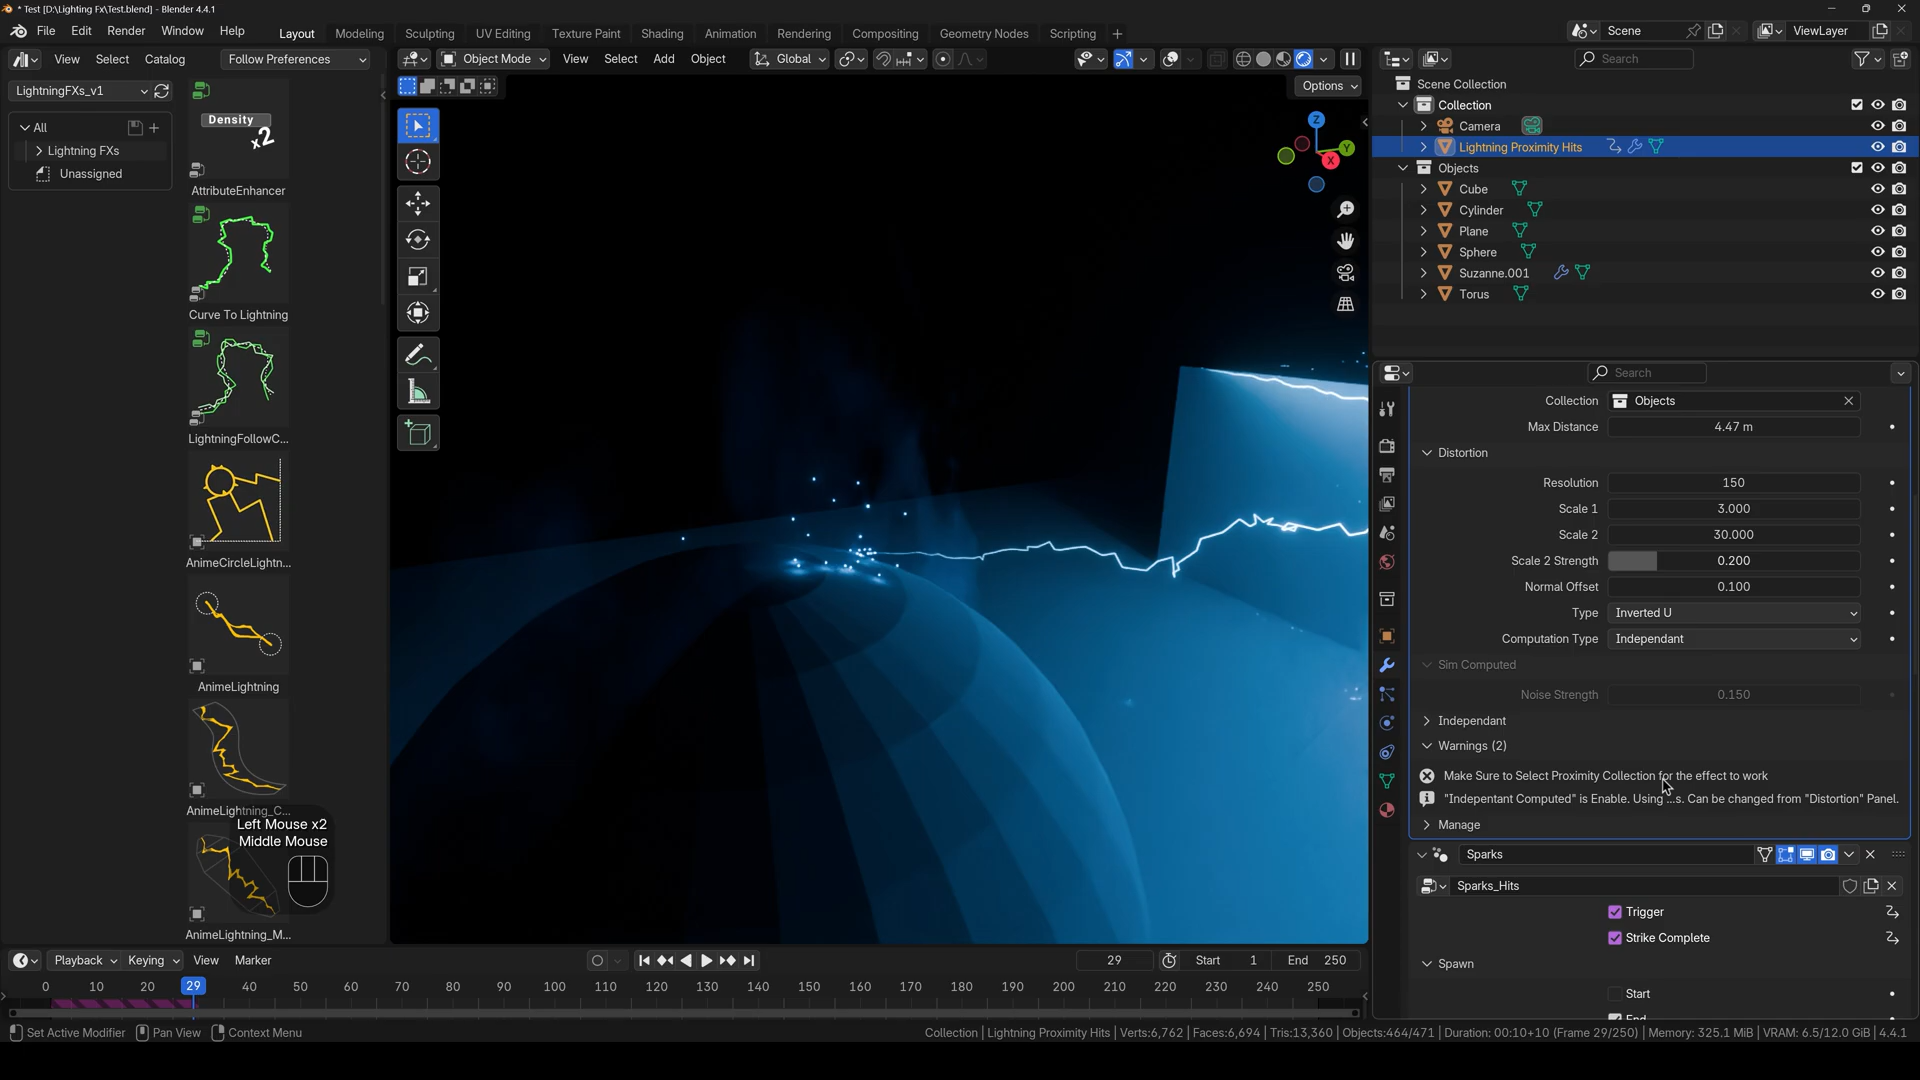 * Test [D:\Lighting Fx\Test.blend] - Blender 4.4.1
File Edit Render Window Help
Layout Modeling Sculpting UV Editing Texture Paint Shading Animation Rendering Compositing Geometry Nodes Scripting +
Scene
ViewLayer
View Select Catalog Follow Preferences
Object Mode View Select Add Object Global
Options
Search
LightningFXs_v1
All
Lightning FXs
Unassigned
Density
x2
AttributeEnhancer
Curve To Lightning
LightningFollowC...
AnimeCircleLightn...
AnimeLightning
AnimeLightning_C...
AnimeLightning_M...
Left Mouse x2
Middle Mouse
Z
Y
X
Scene Collection
Collection
Camera
Lightning Proximity Hits
Objects
Cube
Cylinder
Plane
Sphere
Suzanne.001
Torus
Search
Collection Objects
Max Distance 4.47 m
Distortion
Resolution 150
Scale 1 3.000
Scale 2 30.000
Scale 2 Strength 0.200
Normal Offset 0.100
Type Inverted U
Computation Type Independant
Sim Computed
Noise Strength 0.150
Independant
Warnings (2)
Make Sure to Select Proximity Collection for the effect to work
"Indepentant Computed" is Enable. Using ...s. Can be changed from "Distortion" Panel.
Manage
Sparks
Sparks_Hits
Trigger
Strike Complete
Spawn
Start
End
Playback Keying View Marker
29 Start 1 End 250
0 10 20 29 40 50 60 70 80 90 100 110 120 130 140 150 160 170 180 190 200 210 220 230 240 250
Set Active Modifier Pan View Context Menu
Collection | Lightning Proximity Hits | Verts:6,762 | Faces:6,694 | Tris:13,360 | Objects:464/471 | Duration: 00:10+10 (Frame 29/250) | Memory: 325.1 MiB | VRAM: 6.5/12.0 GiB | 4.4.1